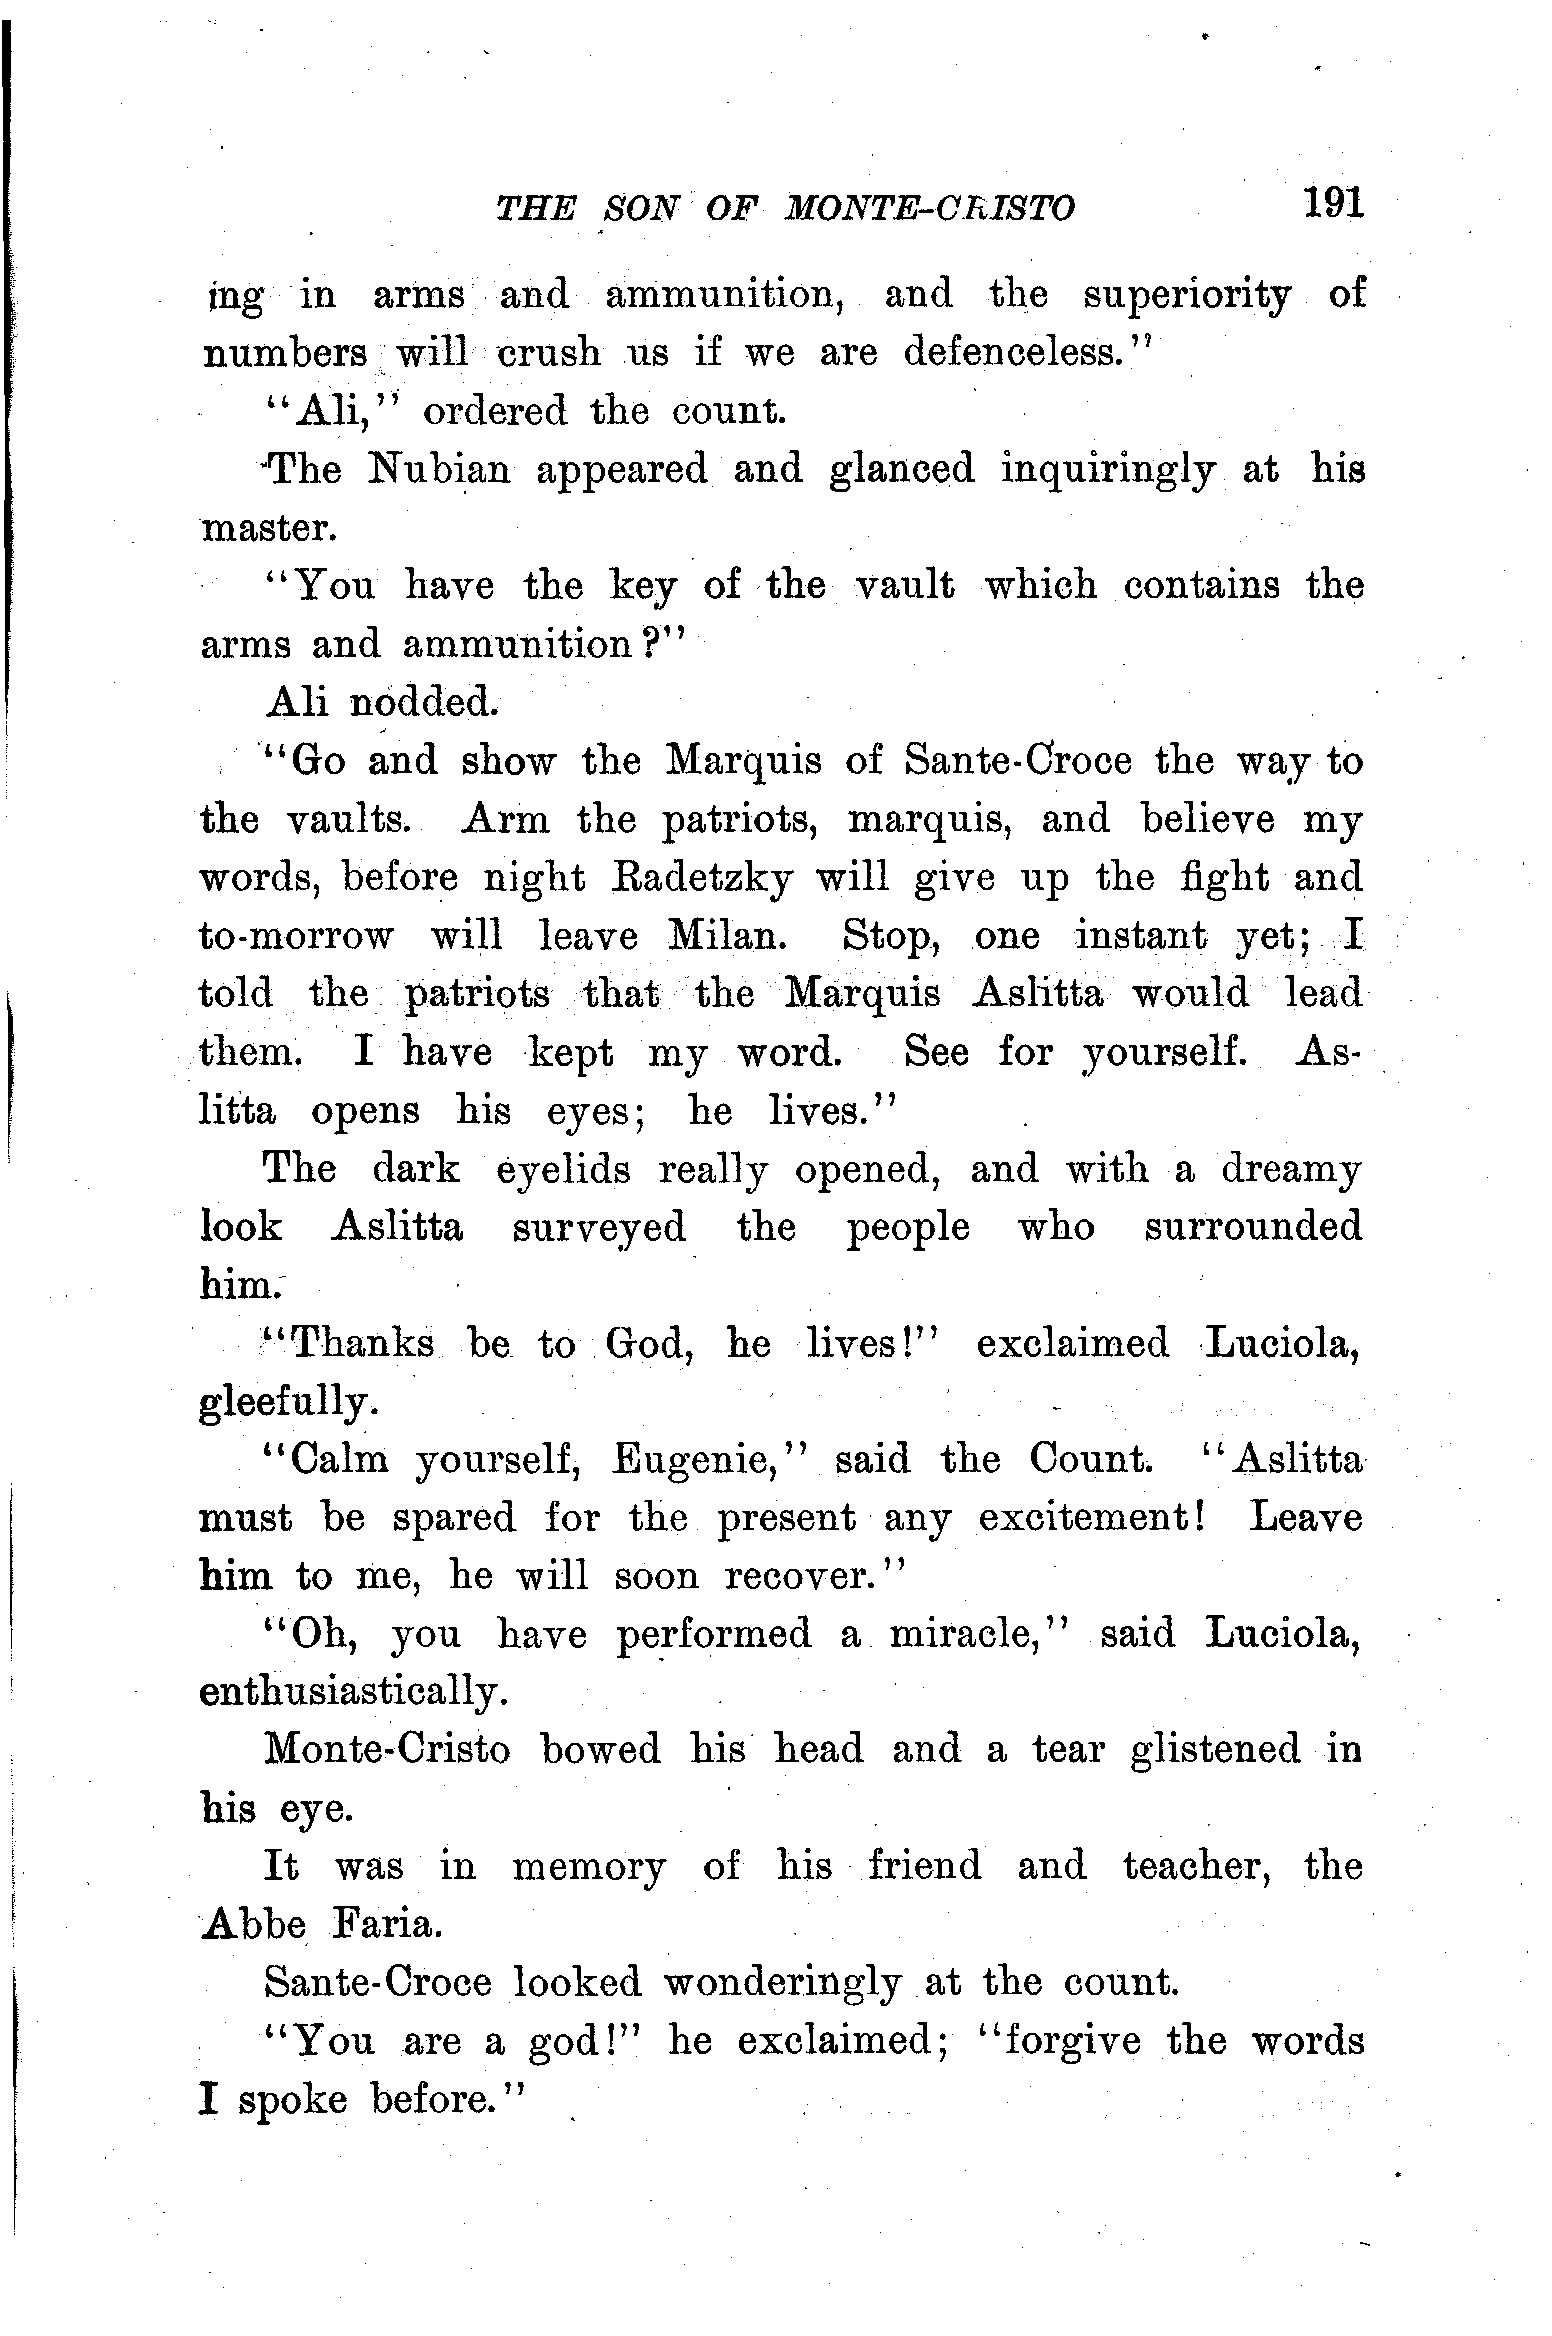 THE SON OF MONTE-CRISTO 191
ing in arms and ammunition, and the superiority of
numbers will crush us if we are defenceless."
"Ali," ordered the count.
The Nubian appeared and glanced inquiringly at his
master.
"You have the key of the vault which contains the
arms and ammunition?"
Ali nodded.
"Go and show the Marquis of Sante-Croce the way to
the vaults. Arm the patriots, marquis, and believe my
words, before night Radetzky will give up the fight and
to-morrow will leave Milan. Stop, one instant yet; I
told the patriots that the Marquis Aslitta would lead
them. I have kept my word. See for yourself. As-
litta opens his eyes; he lives."
The dark eyelids really opened, and with a dreamy
look Aslitta surveyed the people who surrounded
him.
"Thanks be to God, he lives!" exclaimed Luciola,
gleefully.
"Calm yourself, Eugenie," said the Count. "Aslitta
must be spared for the present any excitement! Leave
him to me, he will soon recover."
"Oh, you have performed a miracle," said Luciola,
enthusiastically.
Monte-Cristo bowed his head and a tear glistened in
his eye.
It was in memory of his friend and teacher, the
Abbe Faria.
Sante-Croce looked wonderingly at the count.
"You are a god!" he exclaimed; "forgive the words
I spoke before."